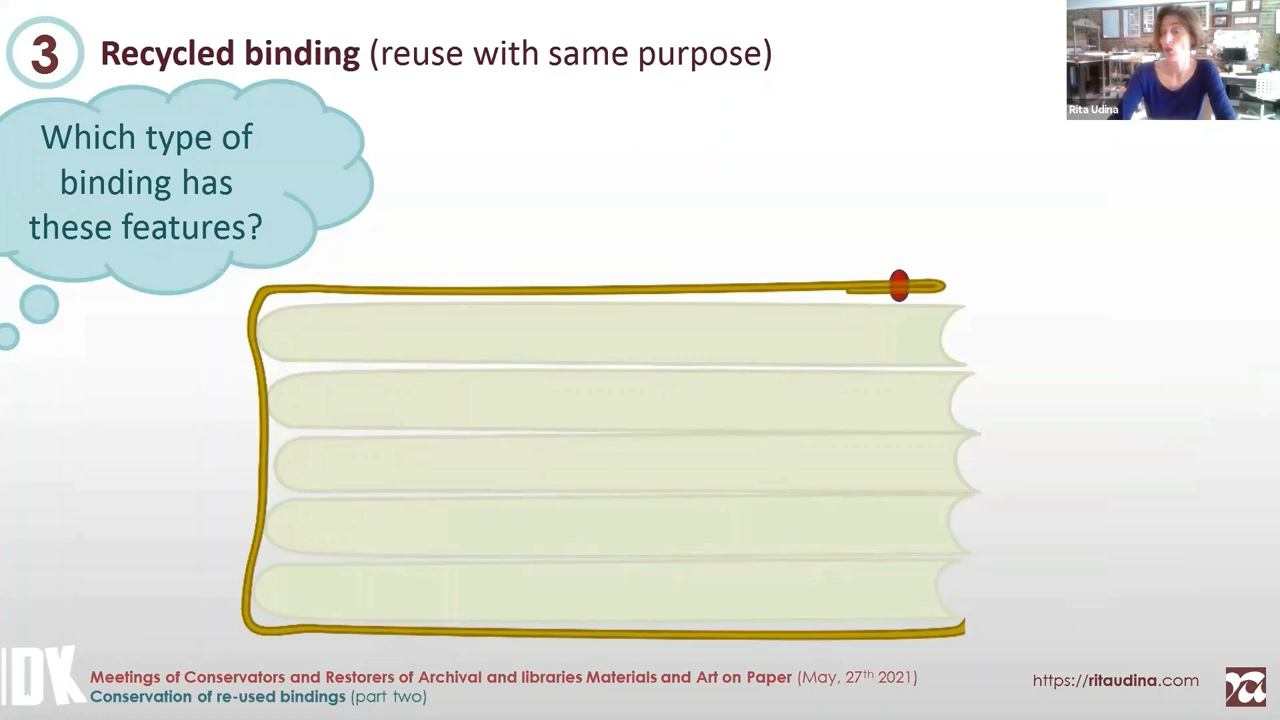 3 Recycled binding (reuse with same purpose)
Rita Udina
Which type of
binding has
these features?
IDK
Meetings of Conservators and Restorers of Archival and libraries Materials and Art on Paper (May, 27th 2021)
Conservation of re-used bindings (part two)
https://ritaudina.com